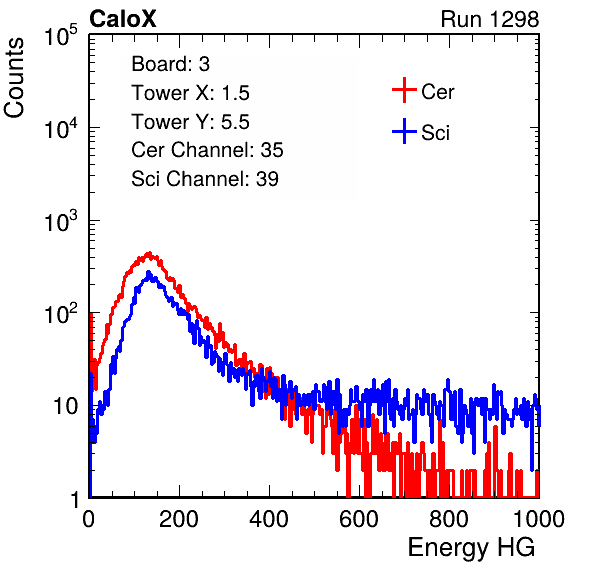 CaloX Run 1298
Counts
10^5
10^4
10^3
10^2
10
1
Board: 3
Tower X: 1.5
Tower Y: 5.5
Cer Channel: 35
Sci Channel: 39
Cer
Sci
0 200 400 600 800 1000
Energy HG